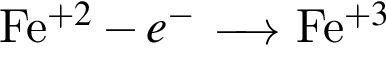 Fe⁺² − e⁻ ⟶ Fe⁺³